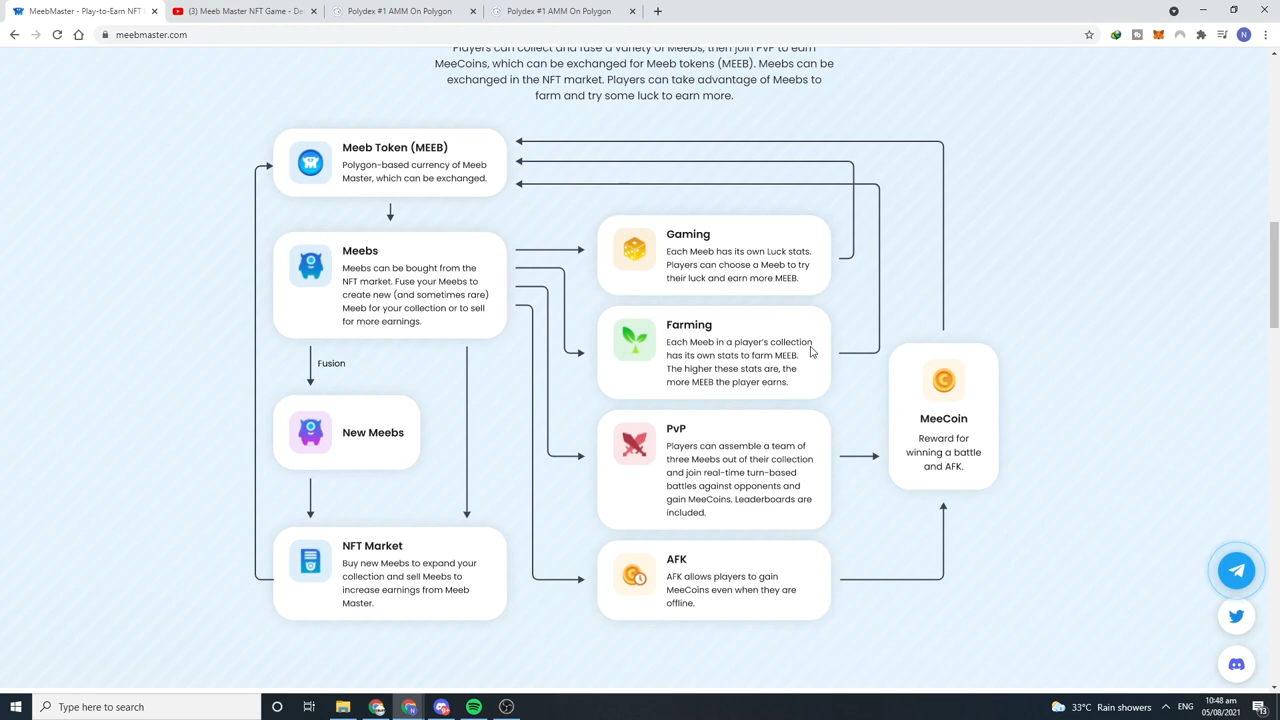 MeebMaster - Play-to-Earn NFT
(3) Meeb Master NFT Game - De
Polydex #1 AMM On Polygon
Polydex #1 AMM On Polygon
meebmaster.com
N
Players can collect and fuse a variety of Meebs, then join PvP to earn
MeeCoins, which can be exchanged for Meeb tokens (MEEB). Meebs can be
exchanged in the NFT market. Players can take advantage of Meebs to
farm and try some luck to earn more.
Meeb Token (MEEB)
Polygon-based currency of Meeb
Master, which can be exchanged.
Meebs
Meebs can be bought from the
NFT market. Fuse your Meebs to
create new (and sometimes rare)
Meeb for your collection or to sell
for more earnings.
Fusion
New Meebs
NFT Market
Buy new Meebs to expand your
collection and sell Meebs to
increase earnings from Meeb
Master.
Gaming
Each Meeb has its own Luck stats.
Players can choose a Meeb to try
their luck and earn more MEEB.
Farming
Each Meeb in a player's collection
has its own stats to farm MEEB.
The higher these stats are, the
more MEEB the player earns.
PvP
Players can assemble a team of
three Meebs out of their collection
and join real-time turn-based
battles against opponents and
gain MeeCoins. Leaderboards are
included.
AFK
AFK allows players to gain
MeeCoins even when they are
offline.
MeeCoin
Reward for
winning a battle
and AFK.
Type here to search
33°C Rain showers
ENG
10:48 am
05/08/2021
13